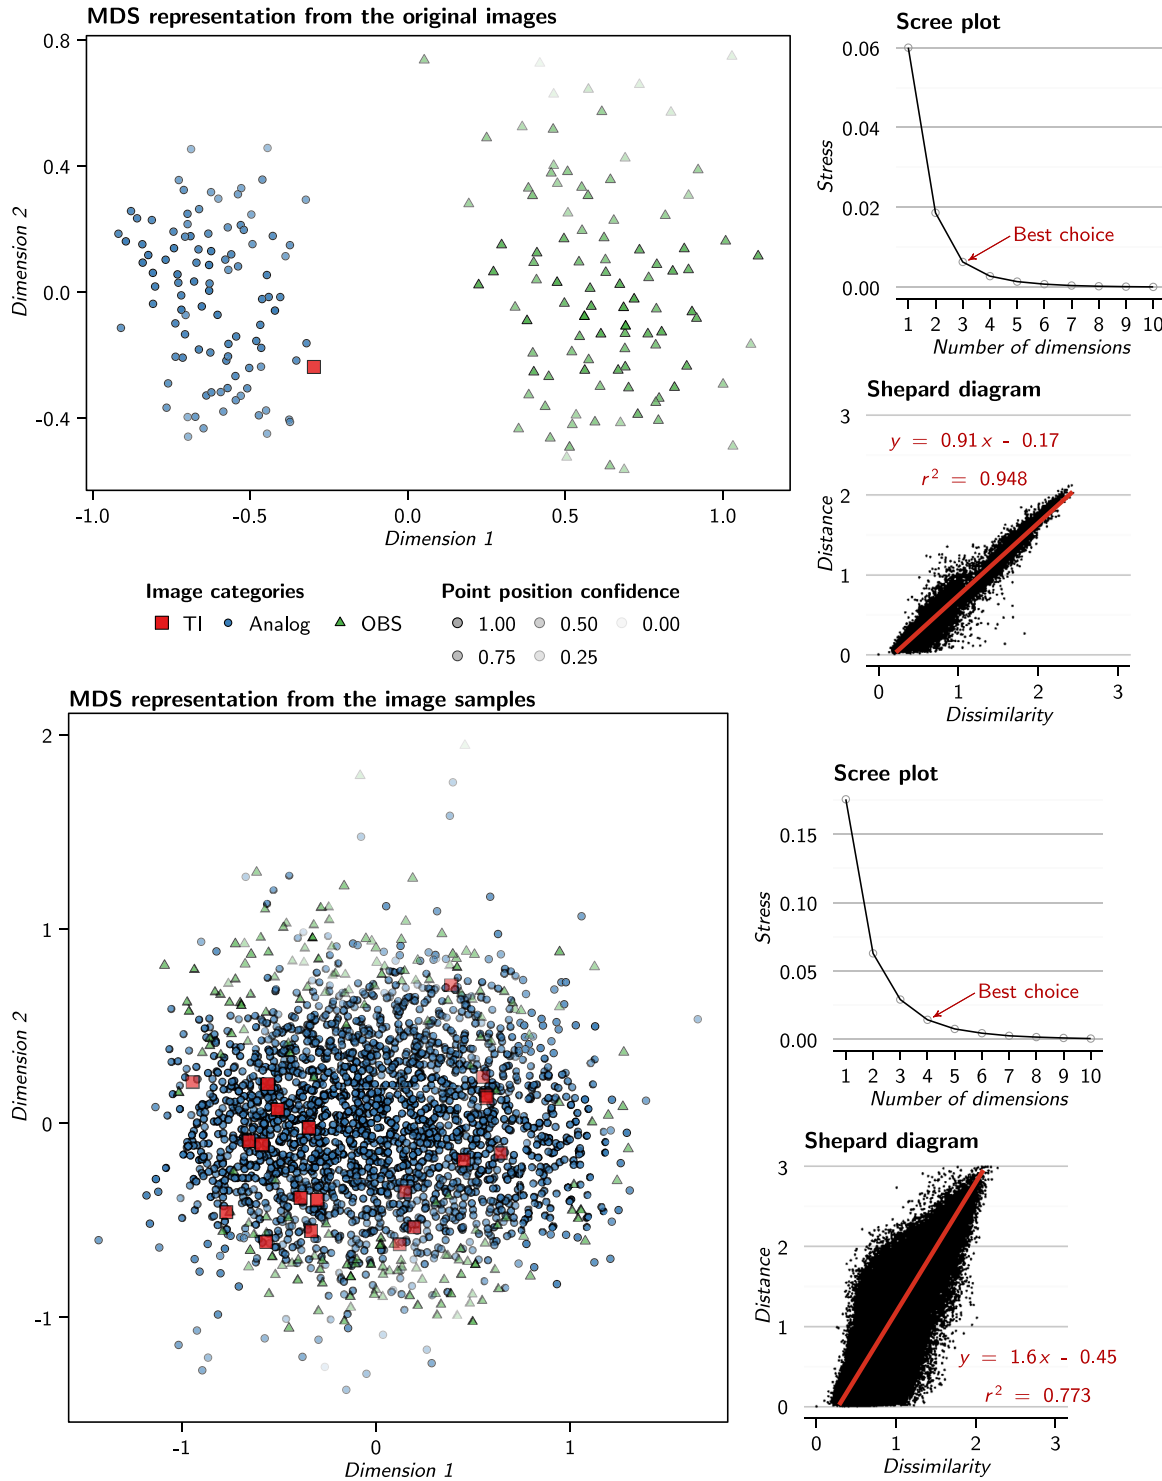 MDS representation from the original images
0.8
0.4
0.0
-0.4
Dimension 2
-1.0 -0.5 0.0 0.5 1.0
Dimension 1
Scree plot
0.06
0.04
0.02
0.00
Stress
Best choice
1 2 3 4 5 6 7 8 9 10
Number of dimensions
Shepard diagram
3
2
1
0
Distance
y = 0.91x - 0.17
r² = 0.948
0 1 2 3
Dissimilarity
Image categories
TI Analog OBS
Point position confidence
1.00 0.50 0.00
0.75 0.25
MDS representation from the image samples
2
1
0
-1
Dimension 2
-1 0 1
Dimension 1
Scree plot
0.15
0.10
0.05
0.00
Stress
Best choice
1 2 3 4 5 6 7 8 9 10
Number of dimensions
Shepard diagram
3
2
1
0
Distance
y = 1.6x - 0.45
r² = 0.773
0 1 2 3
Dissimilarity